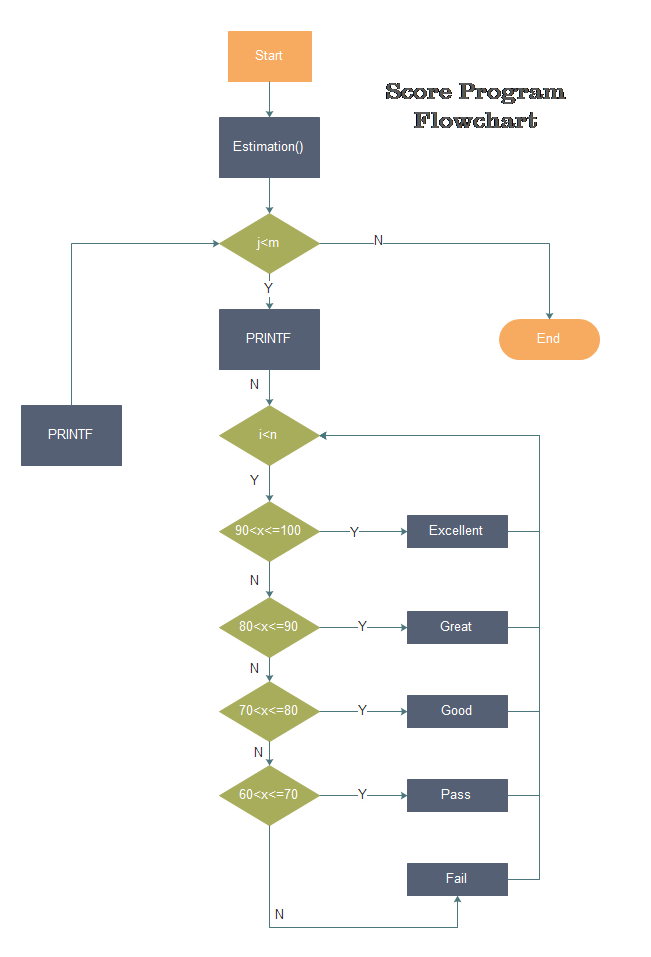 Start
Score Program
Flowchart
Estimation()
j<m
N
Y
PRINTF
End
N
PRINTF
i<n
Y
90<x<=100
Y
Excellent
N
80<x<=90
Y
Great
N
70<x<=80
Y
Good
N
60<x<=70
Y
Pass
Fail
N